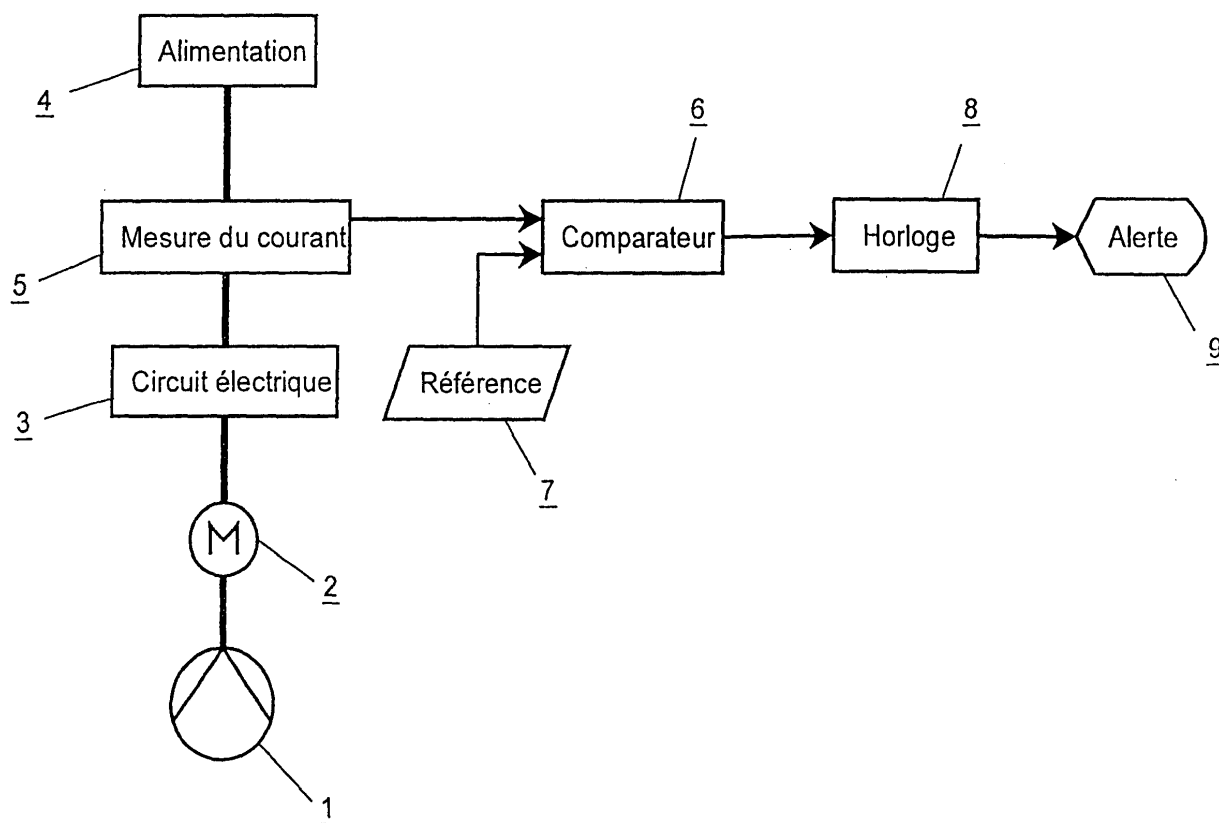 Alimentation
4
6
8
Mesure du courant
Comparateur
Horloge
Alerte
5
9
Circuit électrique
Référence
3
7
M
2
1